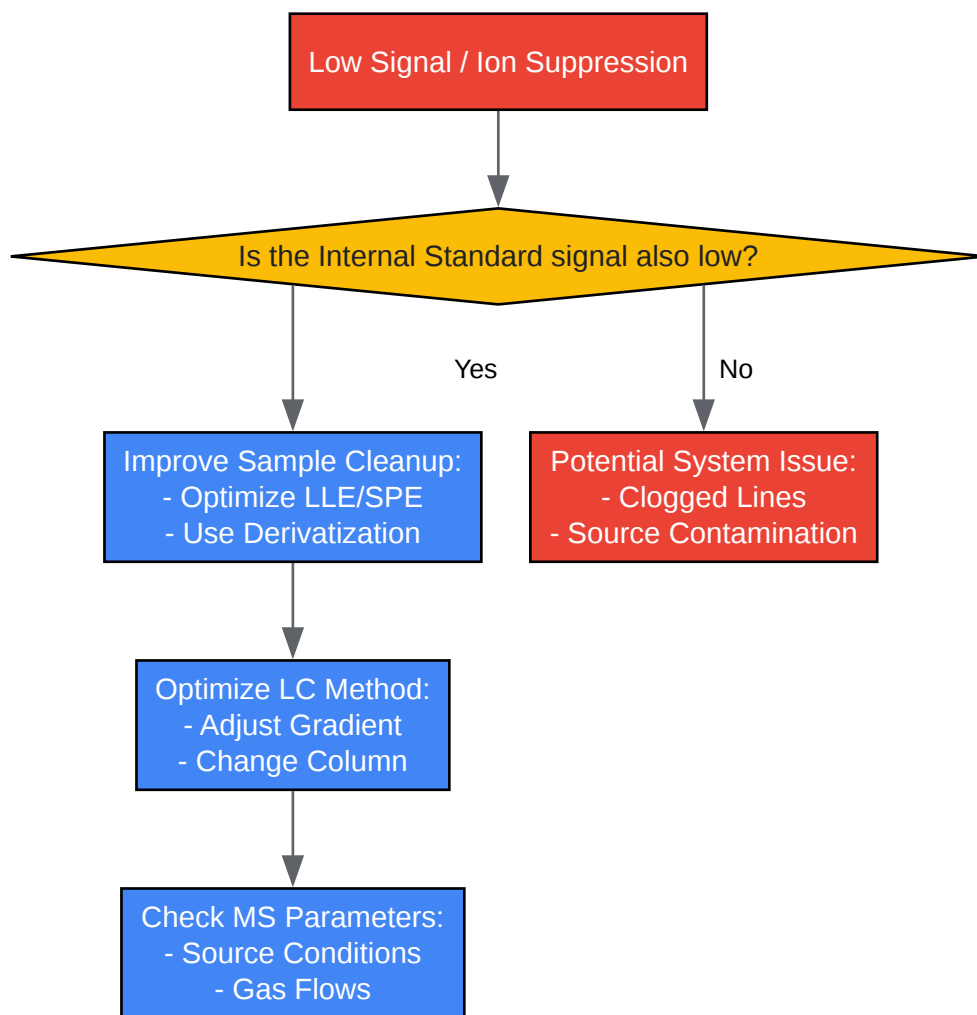 Low Signal / Ion Suppression
Is the Internal Standard signal also low?
Yes
No
Improve Sample Cleanup:
- Optimize LLE/SPE
- Use Derivatization
Potential System Issue:
- Clogged Lines
- Source Contamination
Optimize LC Method:
- Adjust Gradient
- Change Column
Check MS Parameters:
- Source Conditions
- Gas Flows